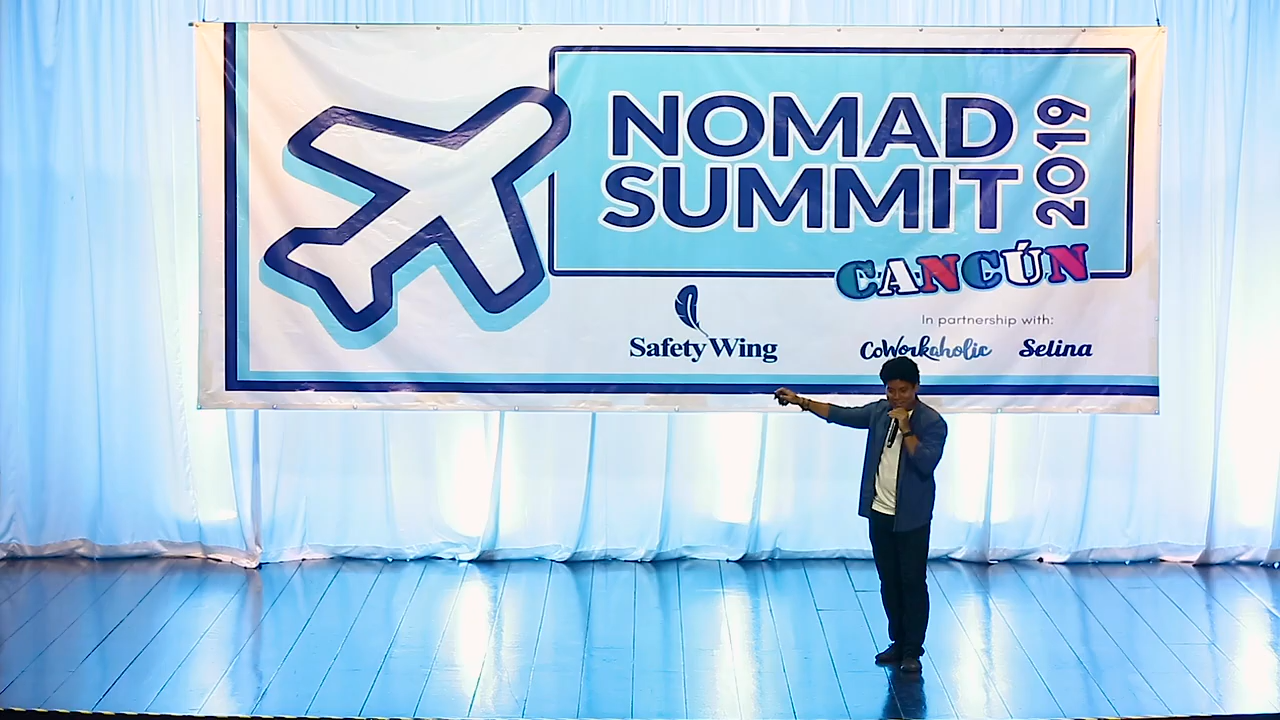 NOMAD
SUMMIT
2019
CANCÚN
In partnership with:
SafetyWing
CoWorkaholic
Selina